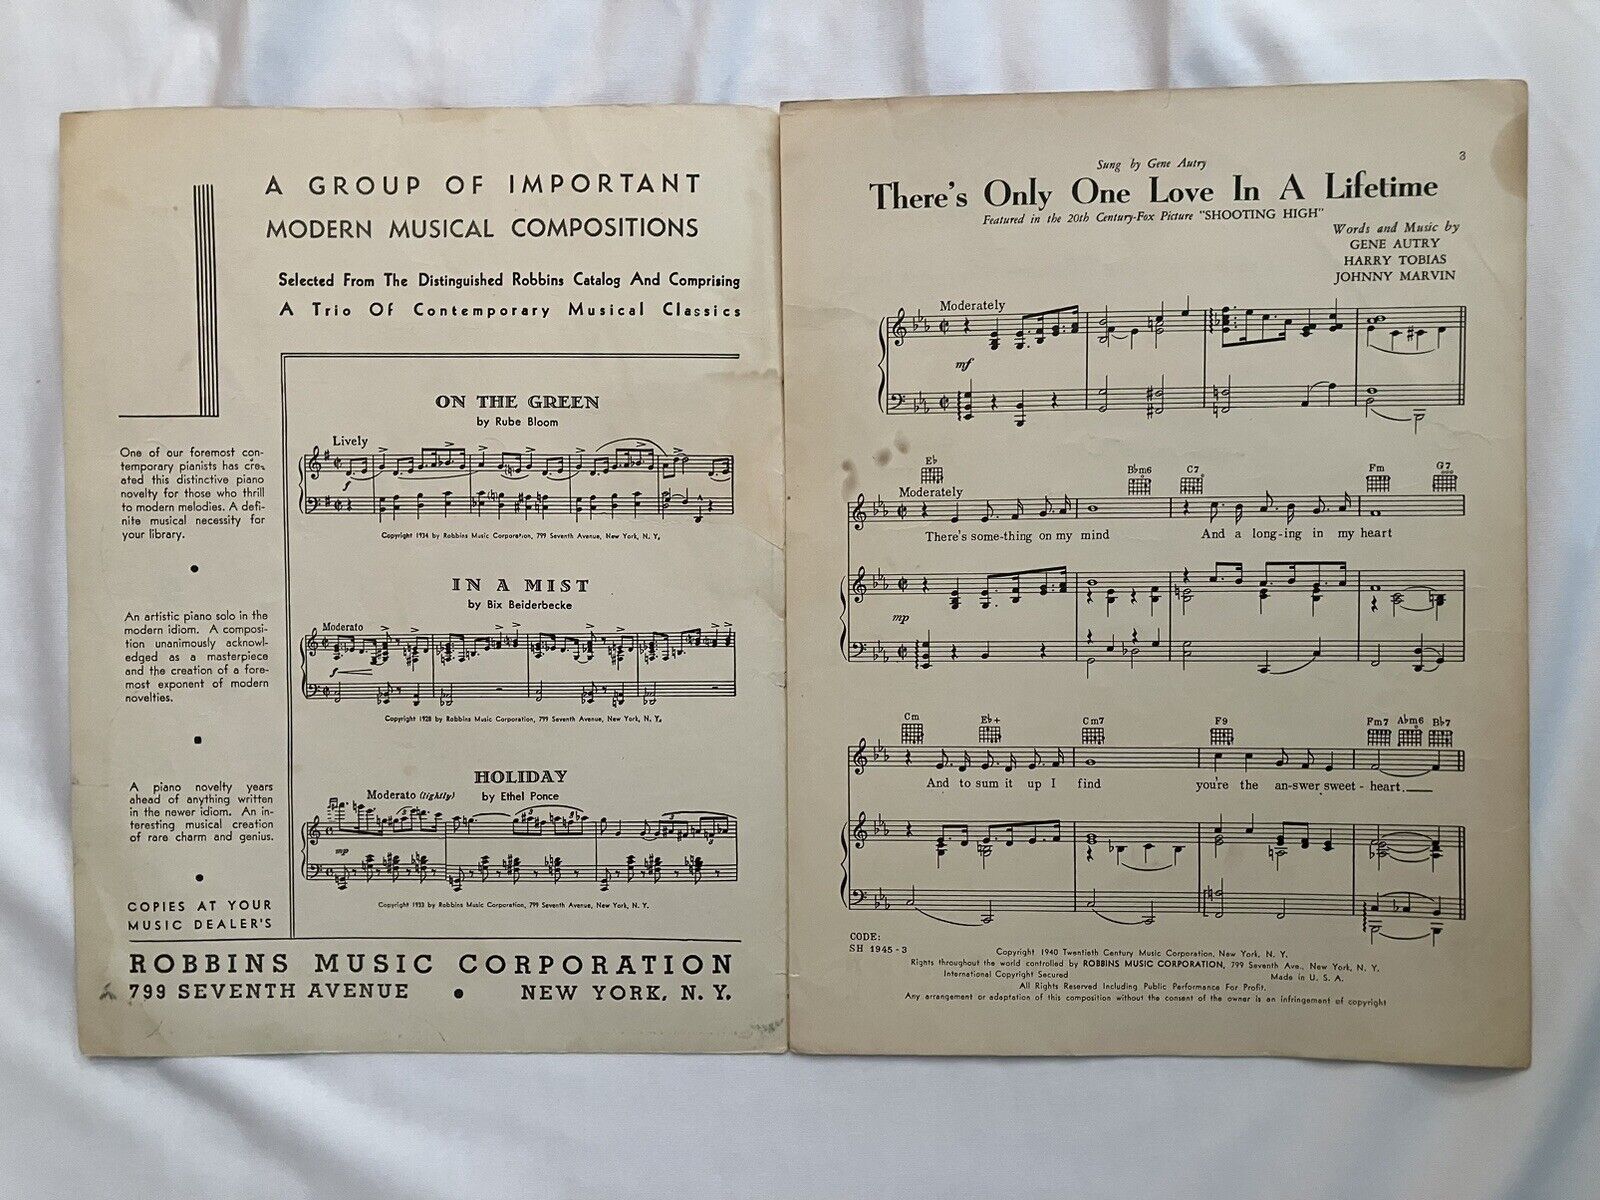 A GROUP OF IMPORTANT
MODERN MUSICAL COMPOSITIONS
Selected From The Distinguished Robbins Catalog And Comprising
A Trio Of Contemporary Musical Classics
One of our foremost con-
temporary pianists has cre-
ated this distinctive piano
novelty for those who thrill
to modern melodies. A defi-
nite musical necessity for
your library.
An artistic piano solo in the
modern idiom. A composi-
tion unanimously acknowl-
edged as a masterpiece
and the creation of a fore-
most exponent of modern
novelties.
A piano novelty years
ahead of anything written
in the newer idiom. An in-
teresting musical creation
of rare charm and genius.
COPIES AT YOUR
MUSIC DEALER'S
ON THE GREEN
by Rube Bloom
Lively
f
Copyright 1934 by Robbins Music Corporation, 799 Seventh Avenue, New York, N. Y.
IN A MIST
by Bix Beiderbecke
Moderato
f
Copyright 1928 by Robbins Music Corporation, 799 Seventh Avenue, New York, N. Y.
HOLIDAY
by Ethel Ponce
Moderato (lightly)
mp
3
3
Copyright 1933 by Robbins Music Corporation, 799 Seventh Avenue, New York, N. Y.
ROBBINS MUSIC CORPORATION
799 SEVENTH AVENUE • NEW YORK, N. Y.
3
Sung by Gene Autry
There's Only One Love In A Lifetime
Featured in the 20th Century-Fox Picture "SHOOTING HIGH"
Words and Music by
GENE AUTRY
HARRY TOBIAS
JOHNNY MARVIN
Moderately
mf
E♭ B♭m6 C7 Fm G7
Moderately
There's some-thing on my mind And a long-ing in my heart
mp
Cm E♭+ Cm7 F9 Fm7 A♭m6 B♭7
And to sum it up I find you're the an-swer sweet - heart.
CODE:
SH 1945-3
Copyright 1940 Twentieth Century Music Corporation, New York, N. Y.
Rights throughout the world controlled by ROBBINS MUSIC CORPORATION, 799 Seventh Ave., New York, N. Y.
International Copyright Secured Made in U. S. A.
All Rights Reserved Including Public Performance For Profit.
Any arrangement or adaptation of this composition without the consent of the owner is an infringement of copyright